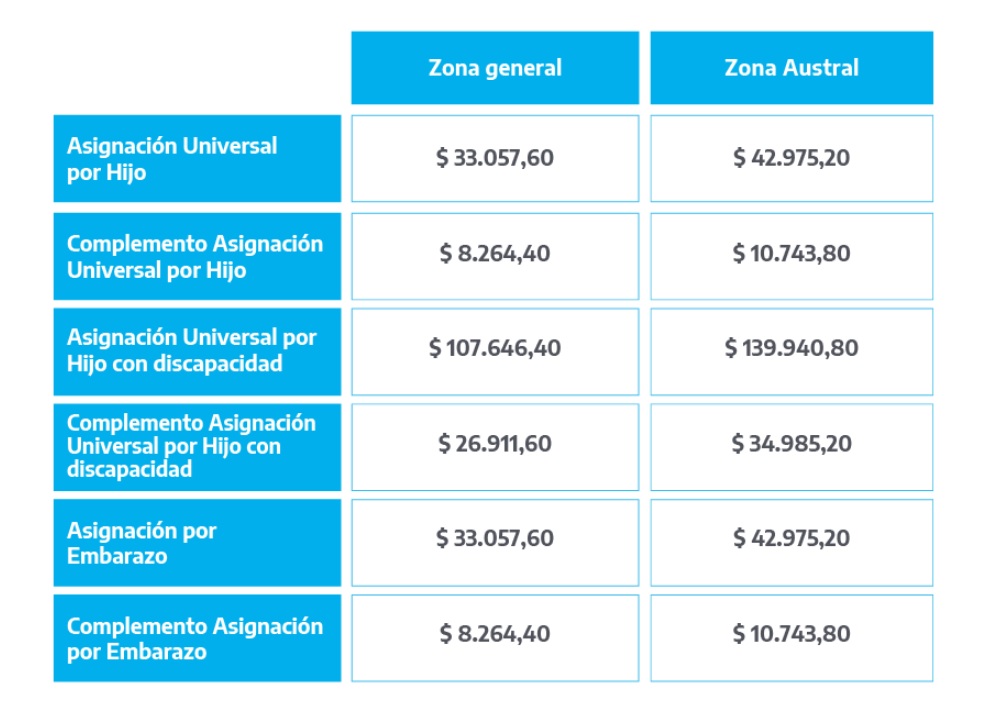 Zona general
Zona Austral
Asignación Universal
por Hijo
$ 33.057,60
$ 42.975,20
Complemento Asignación
Universal por Hijo
$ 8.264,40
$ 10.743,80
Asignación Universal por
Hijo con discapacidad
$ 107.646,40
$ 139.940,80
Complemento Asignación
Universal por Hijo con
discapacidad
$ 26.911,60
$ 34.985,20
Asignación por
Embarazo
$ 33.057,60
$ 42.975,20
Complemento Asignación
por Embarazo
$ 8.264,40
$ 10.743,80